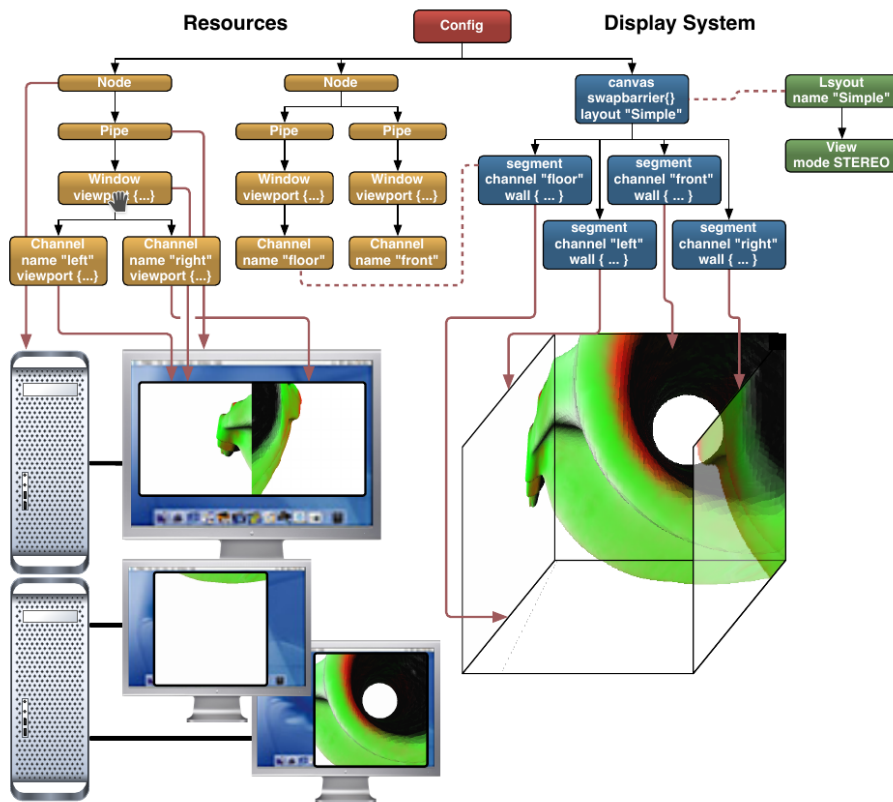 Resources
Display System
Config
Node
Node
canvas
swapbarrier{}
layout "Simple"
Lsyout
name "Simple"
Pipe
Pipe
Pipe
segment
channel "floor"
wall { ... }
segment
channel "front"
wall { ... }
View
mode STEREO
Window
viewport {...}
Window
viewport {...}
Window
viewport {...}
Channel
name "left"
viewport {...}
Channel
name "right"
viewport {...}
Channel
name "floor"
Channel
name "front"
segment
channel "left"
wall { ... }
segment
channel "right"
wall { ... }